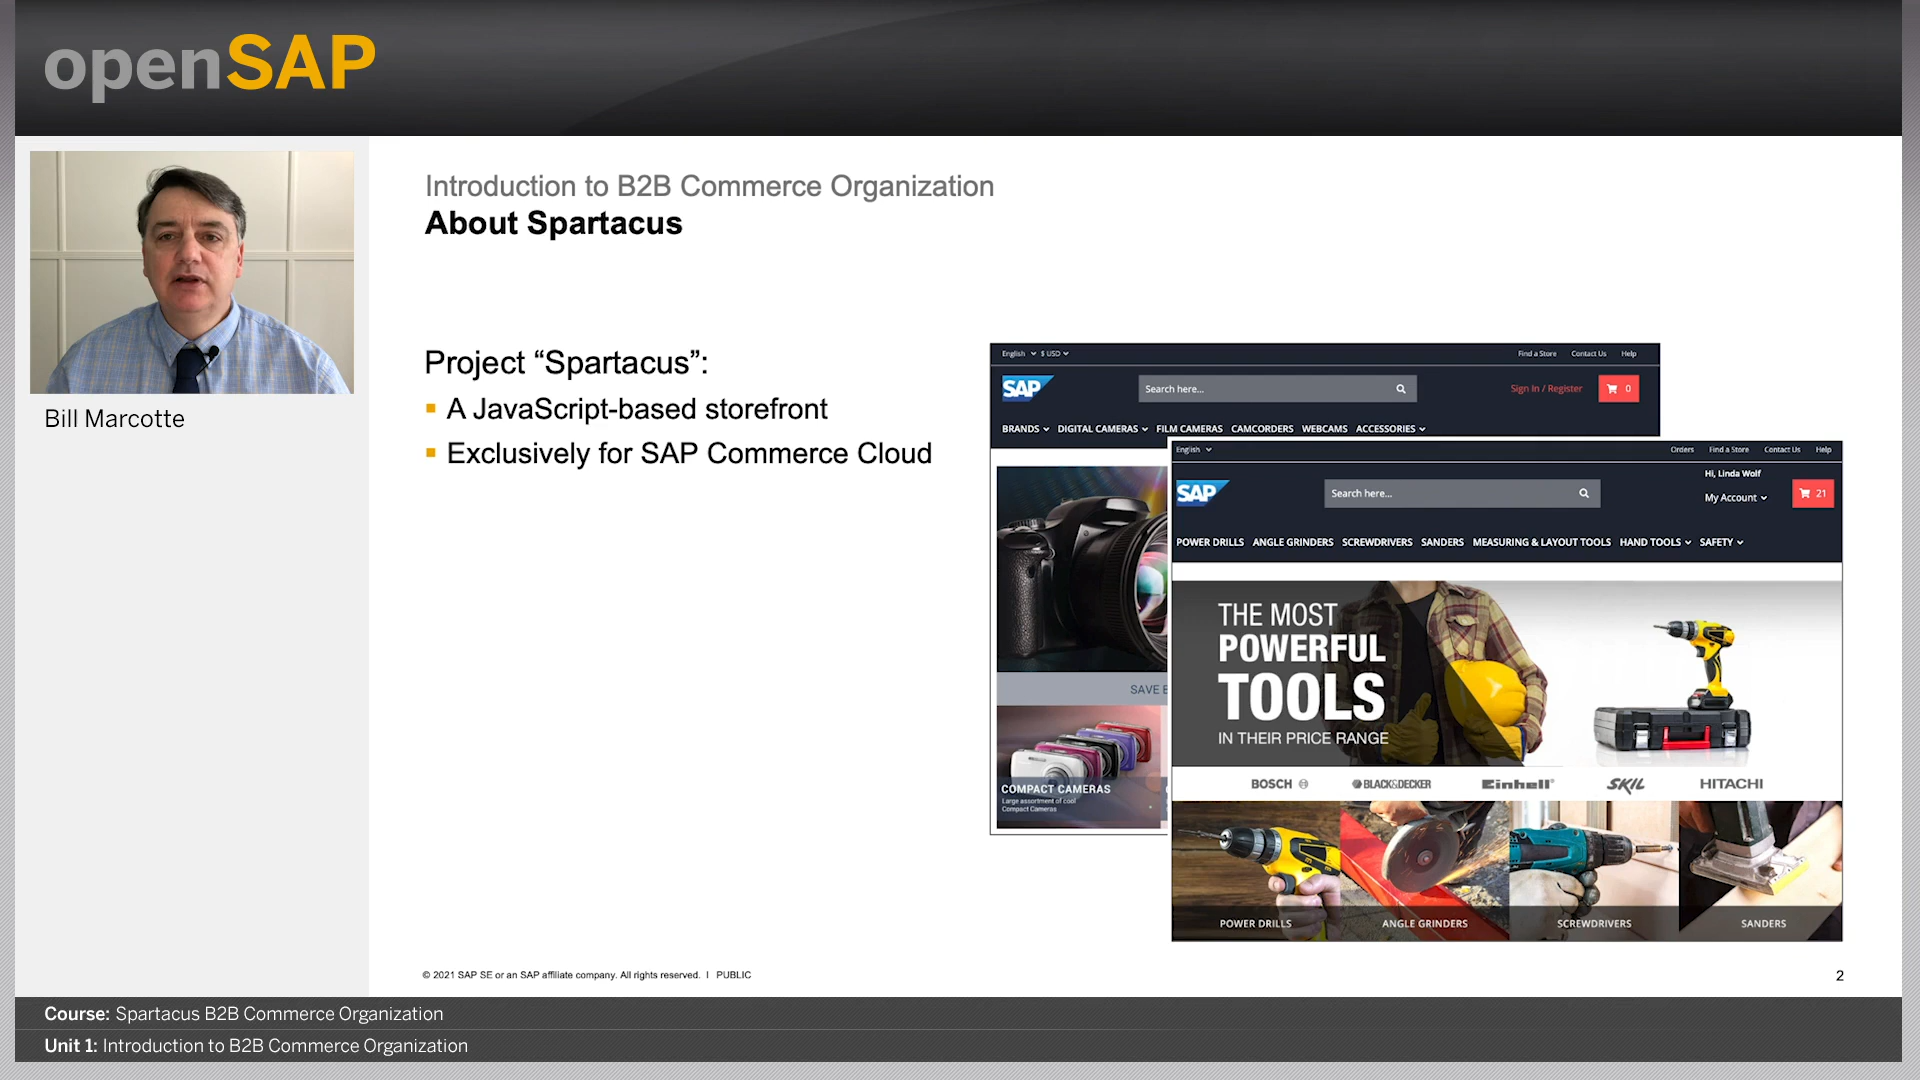 openSAP
Bill Marcotte
Introduction to B2B Commerce Organization
About Spartacus
Project “Spartacus”:
A JavaScript-based storefront
Exclusively for SAP Commerce Cloud
English $ USD Find a Store Contact Us Help
SAP Search here... Sign In / Register 0
BRANDS DIGITAL CAMERAS FILM CAMERAS CAMCORDERS WEBCAMS ACCESSORIES
SAVE B
COMPACT CAMERAS
Large assortment of cool
Compact Cameras
English Orders Find a Store Contact Us Help
Hi, Linda Wolf
SAP Search here... My Account 21
POWER DRILLS ANGLE GRINDERS SCREWDRIVERS SANDERS MEASURING & LAYOUT TOOLS HAND TOOLS SAFETY
THE MOST
POWERFUL
TOOLS
IN THEIR PRICE RANGE
BOSCH BLACK&DECKER Einhell SKIL HITACHI
POWER DRILLS ANGLE GRINDERS SCREWDRIVERS SANDERS
© 2021 SAP SE or an SAP affiliate company. All rights reserved. I PUBLIC
2
Course: Spartacus B2B Commerce Organization
Unit 1: Introduction to B2B Commerce Organization